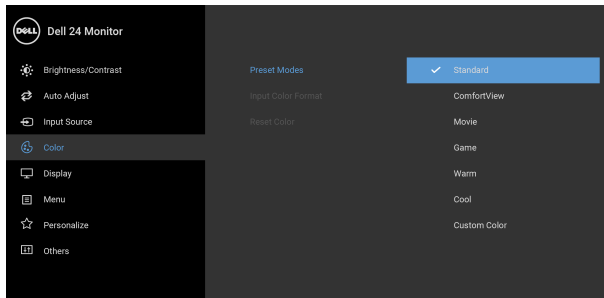 DELL Dell 24 Monitor
Brightness/Contrast
Auto Adjust
Input Source
Color
Display
Menu
Personalize
Others
Preset Modes
Input Color Format
Reset Color
Standard
ComfortView
Movie
Game
Warm
Cool
Custom Color